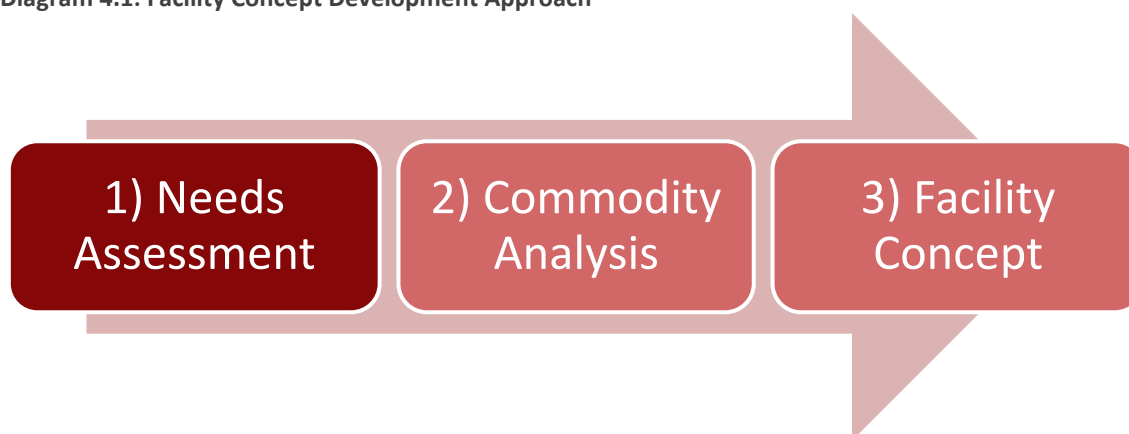 Diagram 4.1: Facility Concept Development Approach
1) Needs
Assessment
2) Commodity
Analysis
3) Facility
Concept